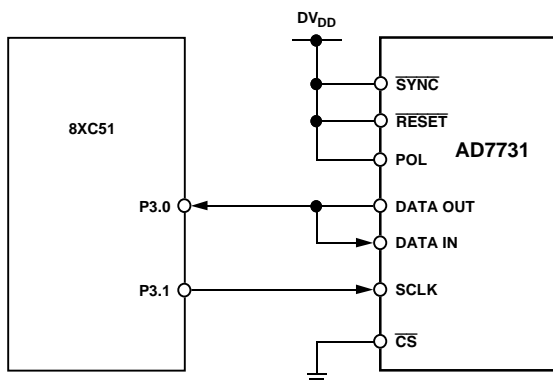 DVDD
SYNC
8XC51
RESET
AD7731
POL
P3.0
DATA OUT
DATA IN
P3.1
SCLK
CS